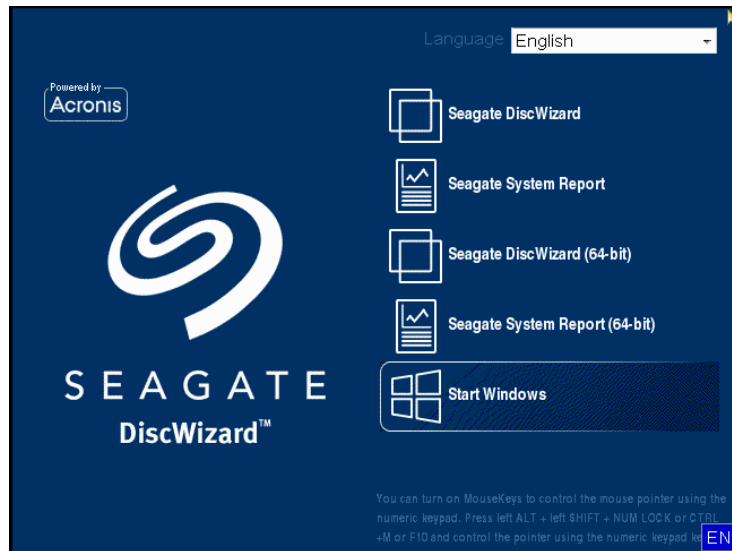 Language English
Powered by
Acronis
Seagate DiscWizard
Seagate System Report
Seagate DiscWizard (64-bit)
Seagate System Report (64-bit)
Start Windows
SEAGATE
DiscWizard™
You can turn on MouseKeys to control the mouse pointer using the
numeric keypad. Press left ALT + left SHIFT + NUM LOCK or CTRL
+M or F10 and control the pointer using the numeric keypad
EN